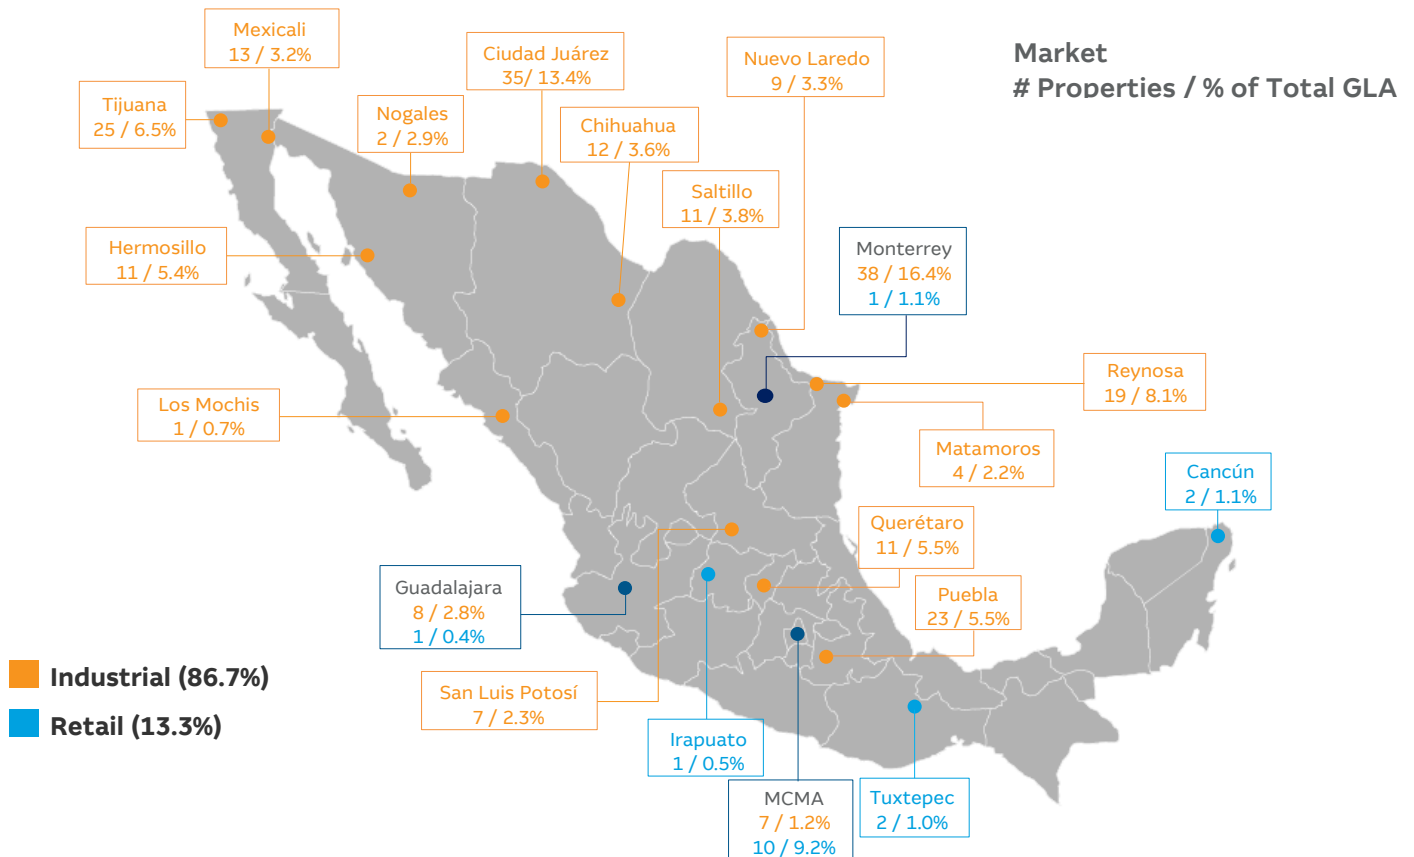 Market
# Properties / % of Total GLA
Mexicali
13 / 3.2%
Ciudad Juárez
35/ 13.4%
Nuevo Laredo
9 / 3.3%
Tijuana
25 / 6.5%
Nogales
2 / 2.9%
Chihuahua
12 / 3.6%
Saltillo
11 / 3.8%
Hermosillo
11 / 5.4%
Monterrey
38 / 16.4%
1 / 1.1%
Reynosa
19 / 8.1%
Los Mochis
1 / 0.7%
Matamoros
4 / 2.2%
Cancún
2 / 1.1%
Querétaro
11 / 5.5%
Guadalajara
8 / 2.8%
1 / 0.4%
Puebla
23 / 5.5%
Industrial (86.7%)
Retail (13.3%)
San Luis Potosí
7 / 2.3%
Irapuato
1 / 0.5%
MCMA
7 / 1.2%
10 / 9.2%
Tuxtepec
2 / 1.0%